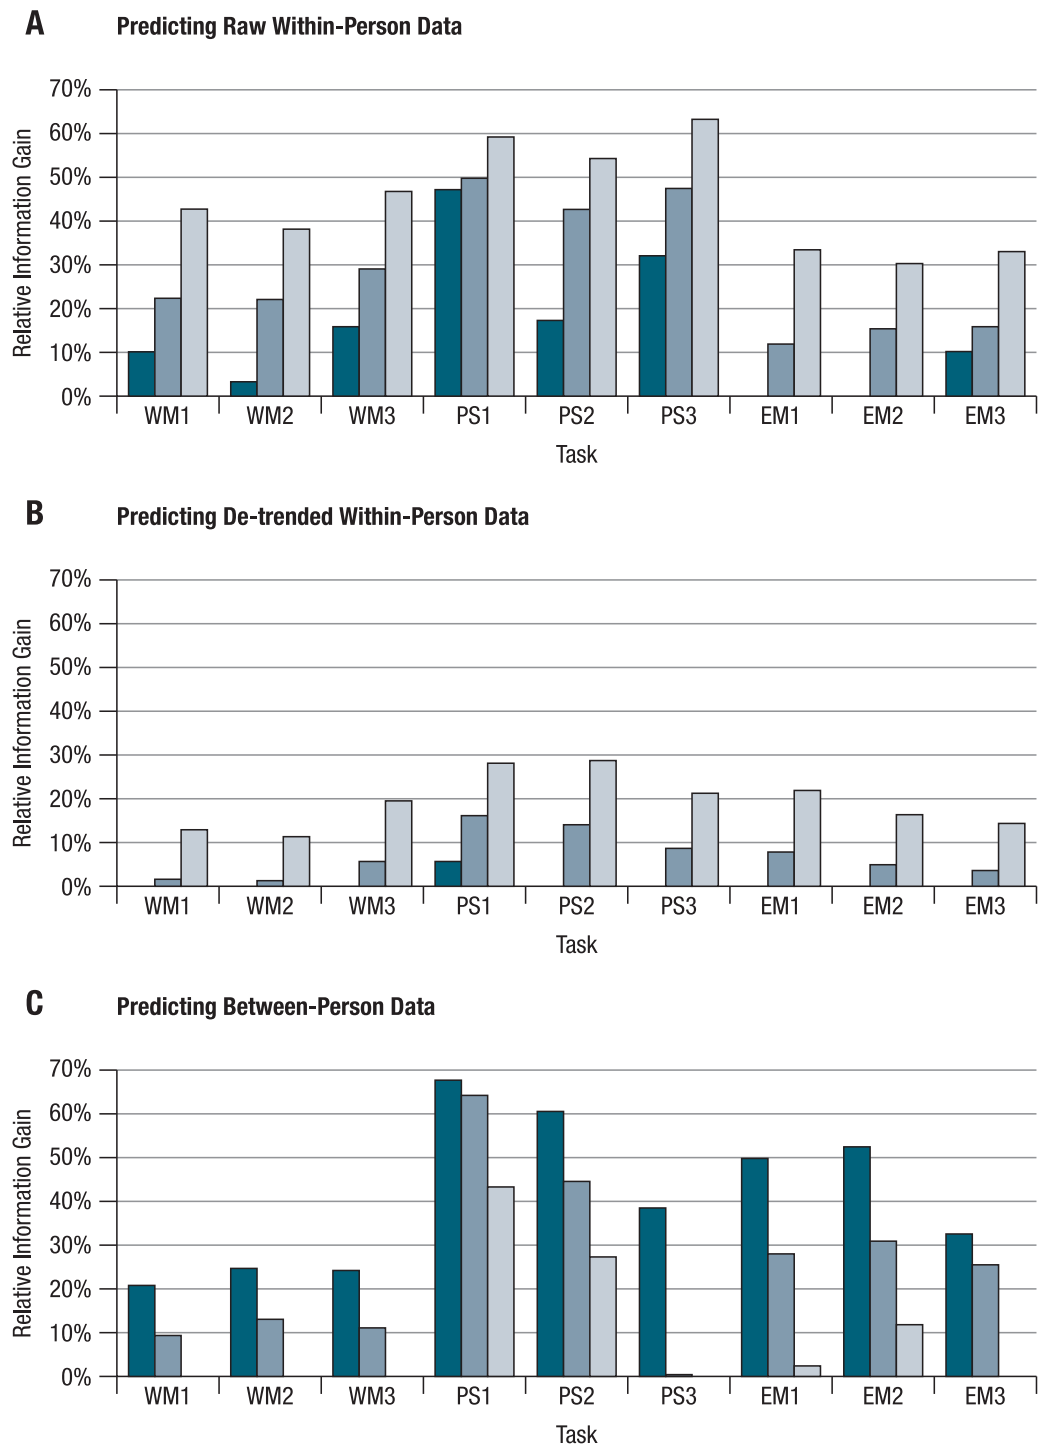 A Predicting Raw Within-Person Data
Relative Information Gain
70%
60%
50%
40%
30%
20%
10%
0%
WM1 WM2 WM3 PS1 PS2 PS3 EM1 EM2 EM3
Task
B Predicting De-trended Within-Person Data
Relative Information Gain
70%
60%
50%
40%
30%
20%
10%
0%
WM1 WM2 WM3 PS1 PS2 PS3 EM1 EM2 EM3
Task
C Predicting Between-Person Data
Relative Information Gain
70%
60%
50%
40%
30%
20%
10%
0%
WM1 WM2 WM3 PS1 PS2 PS3 EM1 EM2 EM3
Task